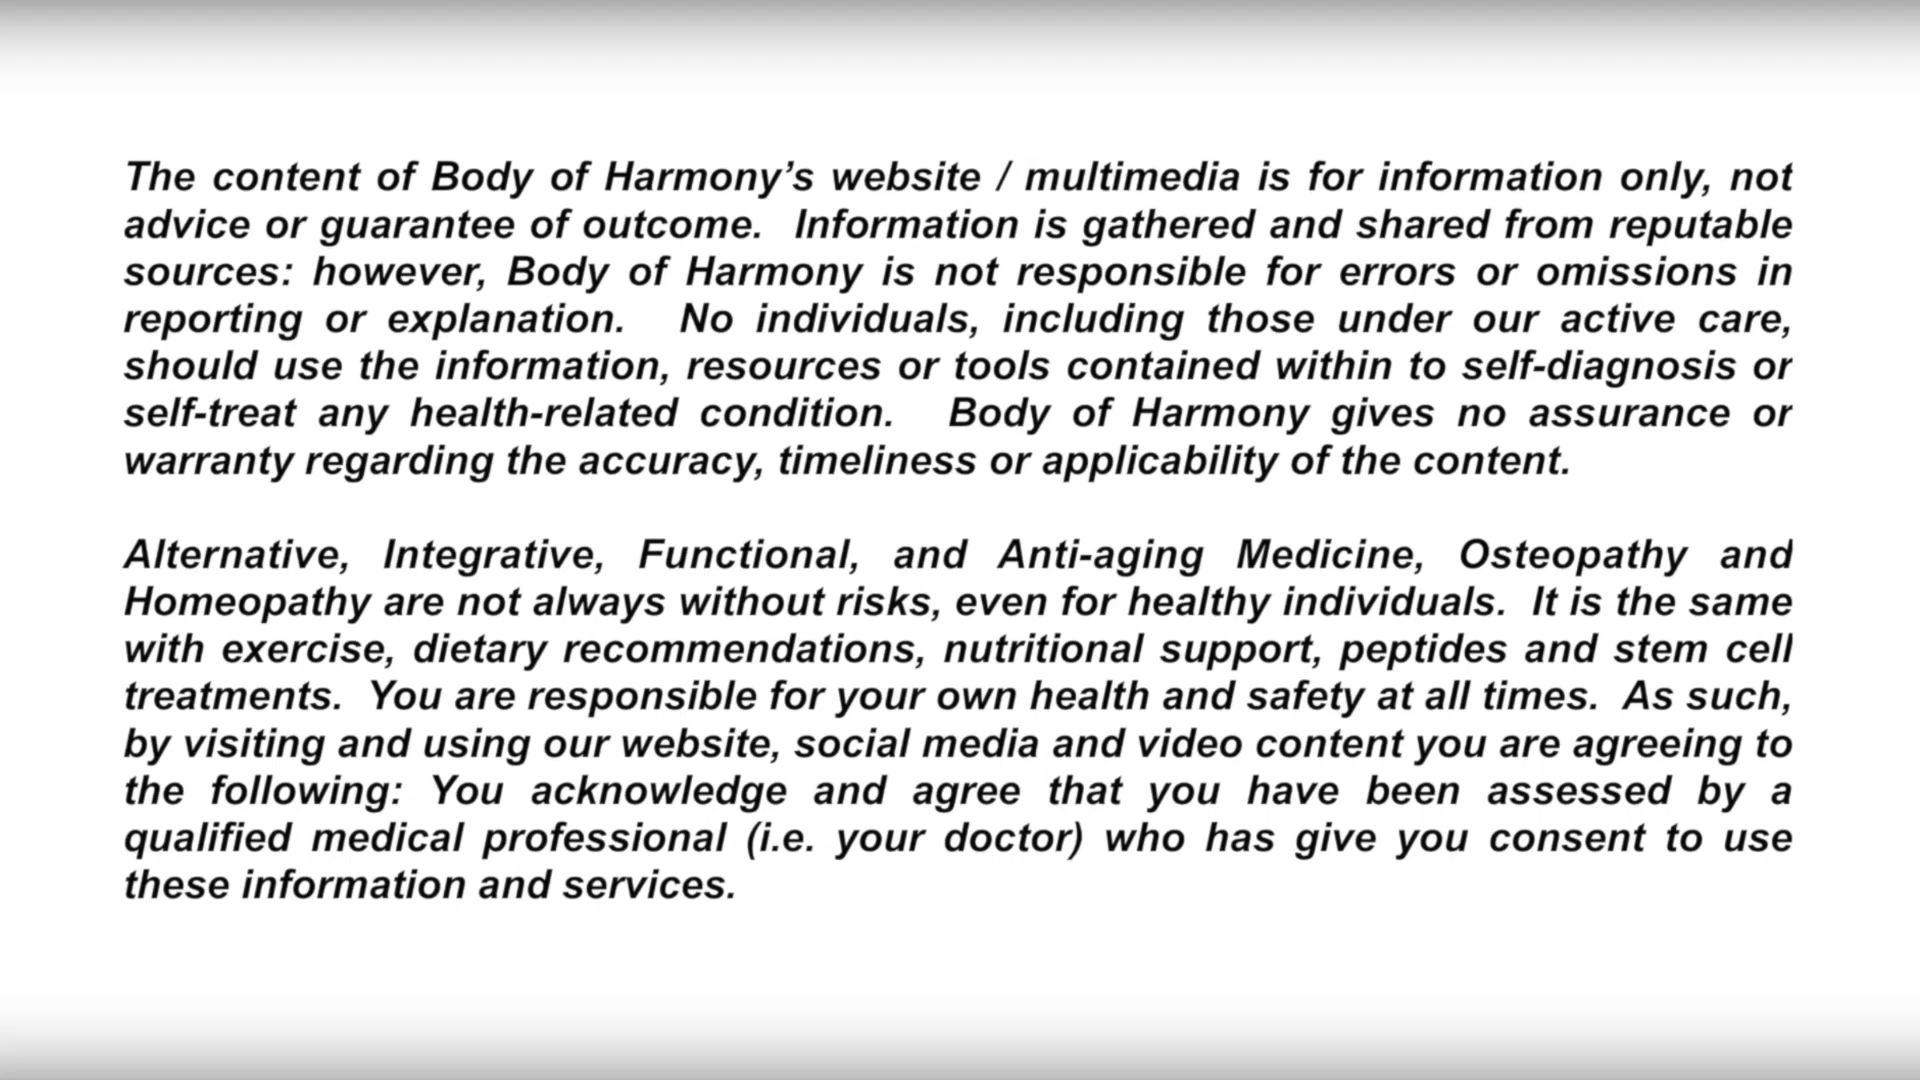 The content of Body of Harmony’s website / multimedia is for information only, not
advice or guarantee of outcome.  Information is gathered and shared from reputable
sources: however, Body of Harmony is not responsible for errors or omissions in
reporting or explanation.  No individuals, including those under our active care,
should use the information, resources or tools contained within to self-diagnosis or
self-treat any health-related condition.  Body of Harmony gives no assurance or
warranty regarding the accuracy, timeliness or applicability of the content.
Alternative, Integrative, Functional, and Anti-aging Medicine, Osteopathy and
Homeopathy are not always without risks, even for healthy individuals.  It is the same
with exercise, dietary recommendations, nutritional support, peptides and stem cell
treatments.  You are responsible for your own health and safety at all times.  As such,
by visiting and using our website, social media and video content you are agreeing to
the following: You acknowledge and agree that you have been assessed by a
qualified medical professional (i.e. your doctor) who has give you consent to use
these information and services.